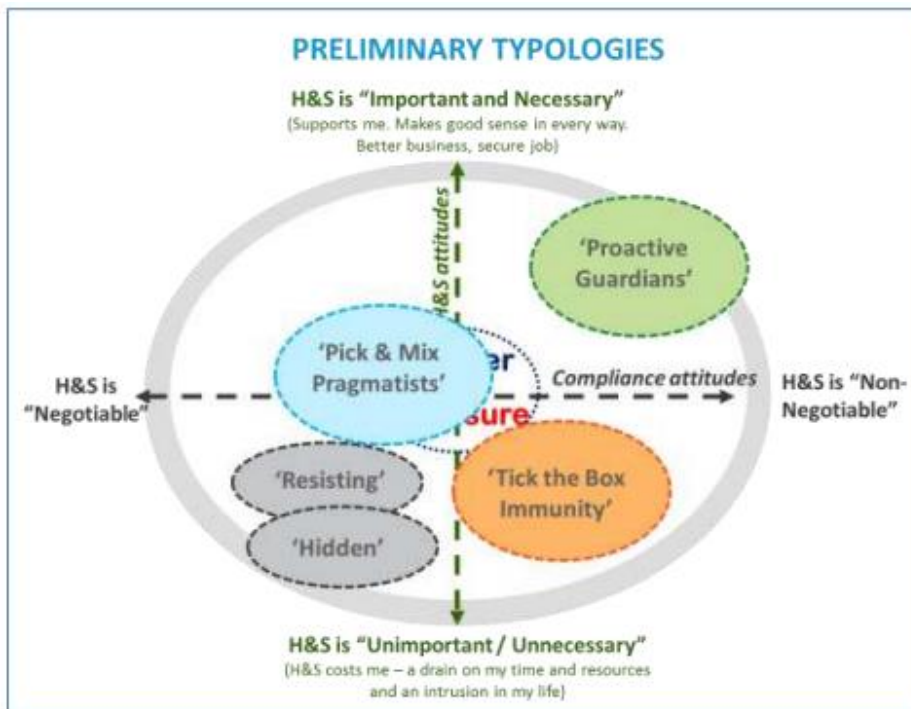 PRELIMINARY TYPOLOGIES
H&S is “Important and Necessary”
(Supports me. Makes good sense in every way.
Better business, secure job)
H&S attitudes
‘Proactive
Guardians’
‘Pick & Mix
Pragmatists’
er
sure
Compliance attitudes
H&S is
“Negotiable”
H&S is “Non-
Negotiable”
‘Resisting’
‘Hidden’
‘Tick the Box
Immunity’
H&S is “Unimportant / Unnecessary”
(H&S costs me – a drain on my time and resources
and an intrusion in my life)